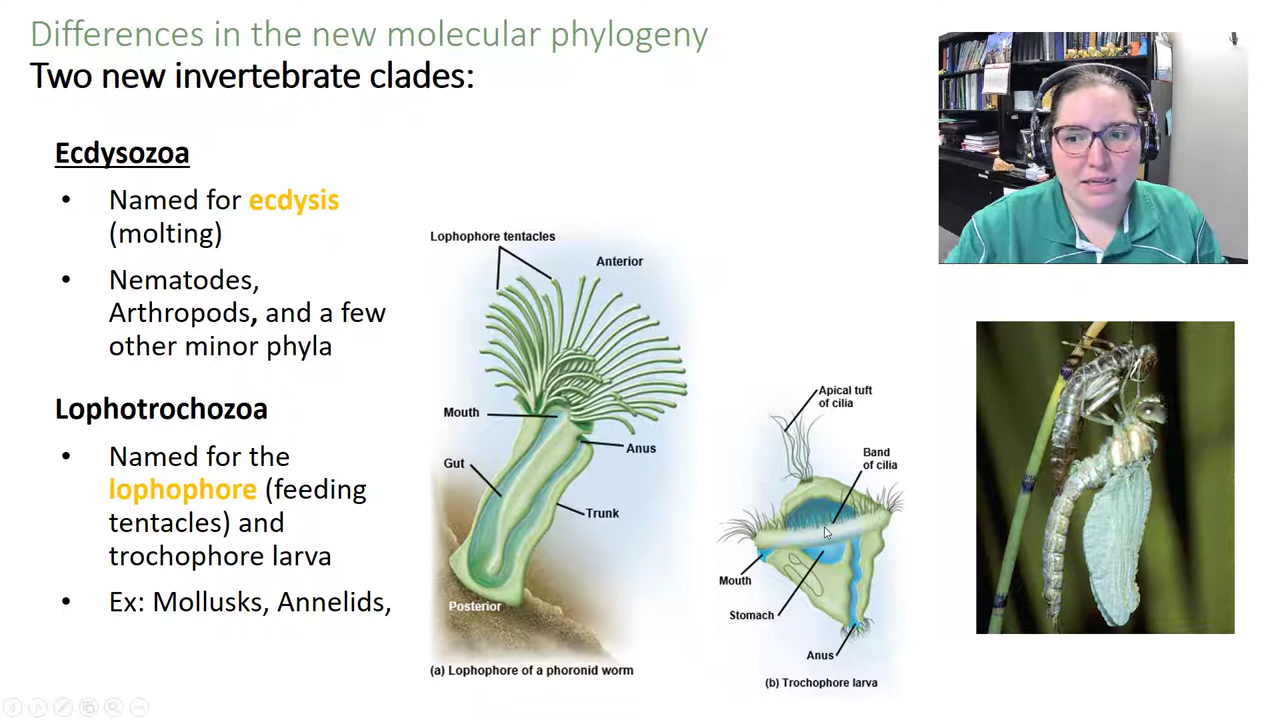 Differences in the new molecular phylogeny
Two new invertebrate clades:
Ecdysozoa
• Named for ecdysis
(molting)
• Nematodes,
Arthropods, and a few
other minor phyla
Lophotrochozoa
• Named for the
lophophore (feeding
tentacles) and
trochophore larva
• Ex: Mollusks, Annelids,
Lophophore tentacles
Anterior
Mouth
Anus
Gut
Trunk
Posterior
(a) Lophophore of a phoronid worm
Apical tuft
of cilia
Band
of cilia
Mouth
Stomach
Anus
(b) Trochophore larva